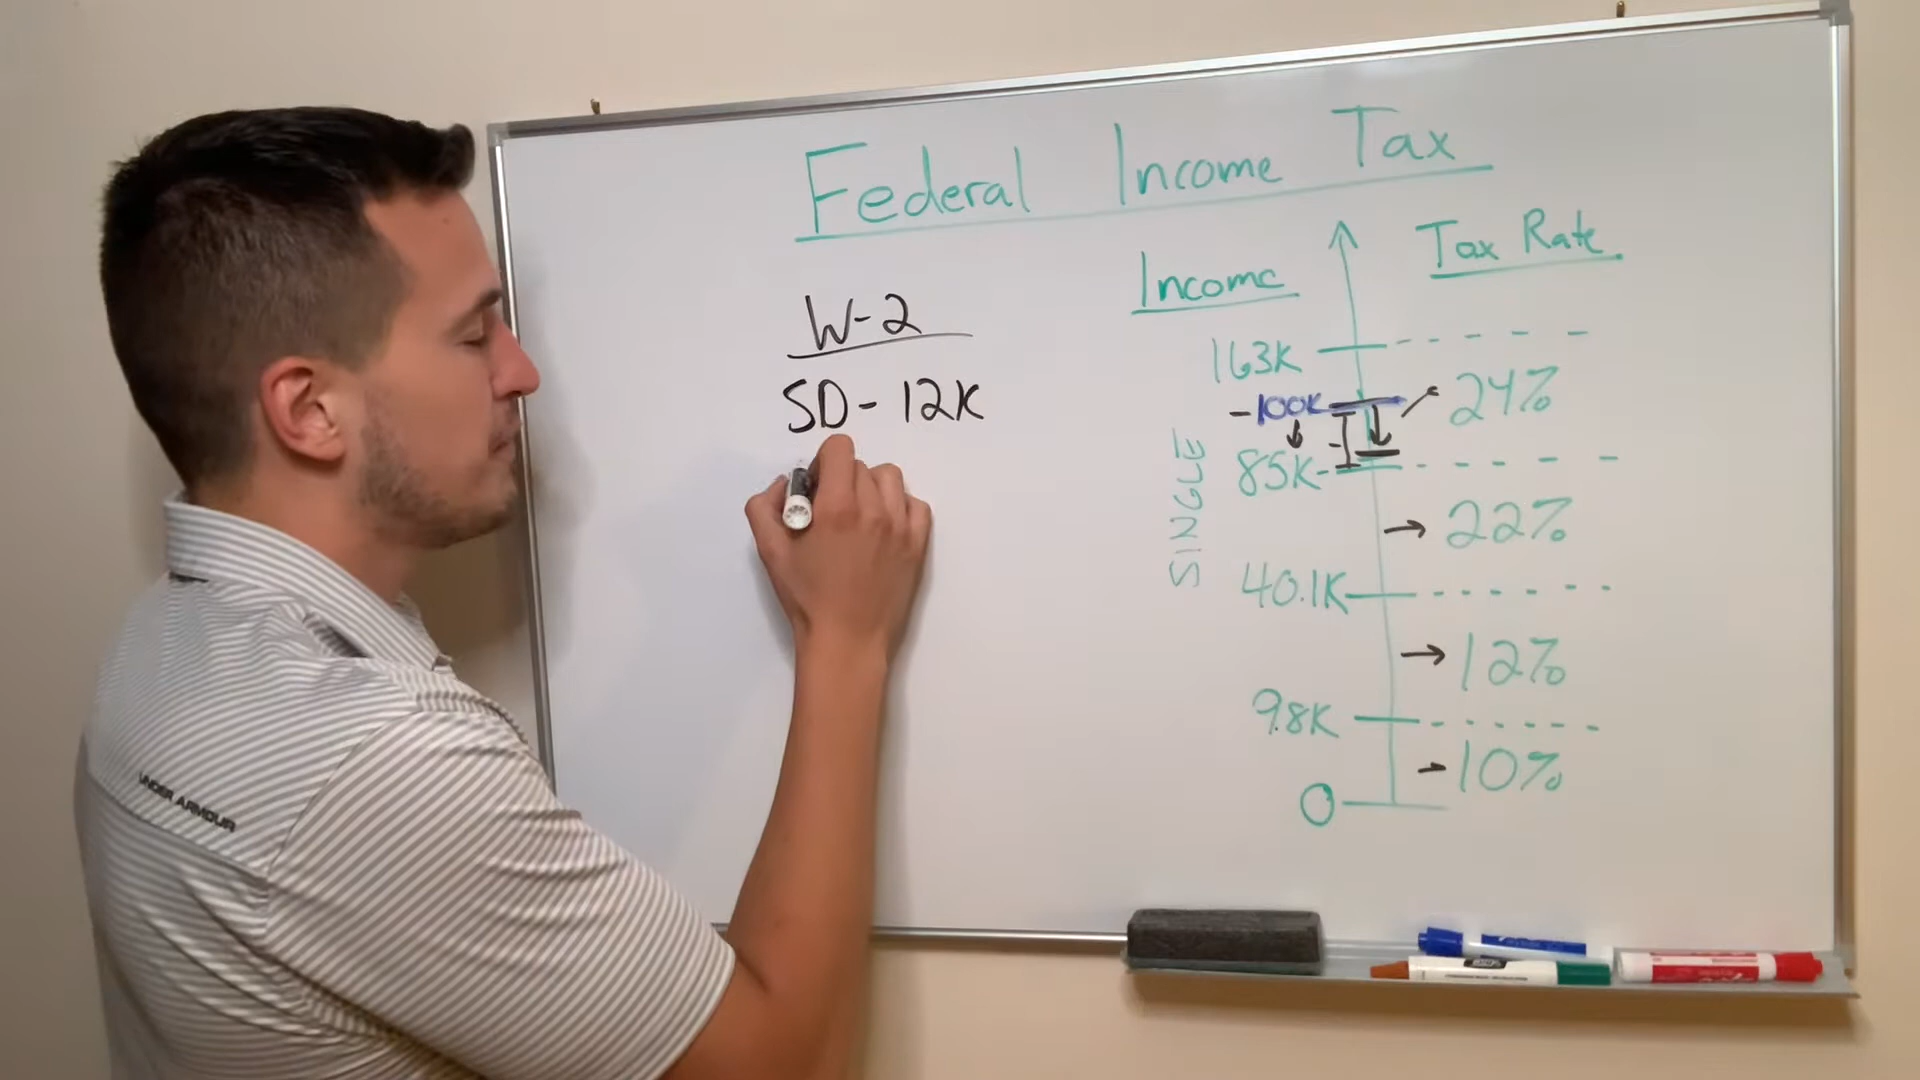 Federal Income Tax
W-2
SD- 12K
Income
Tax Rate
163K
-100K
24%
85K
22%
SINGLE
40.1K
12%
9.8K
10%
0
UNDER ARMOUR